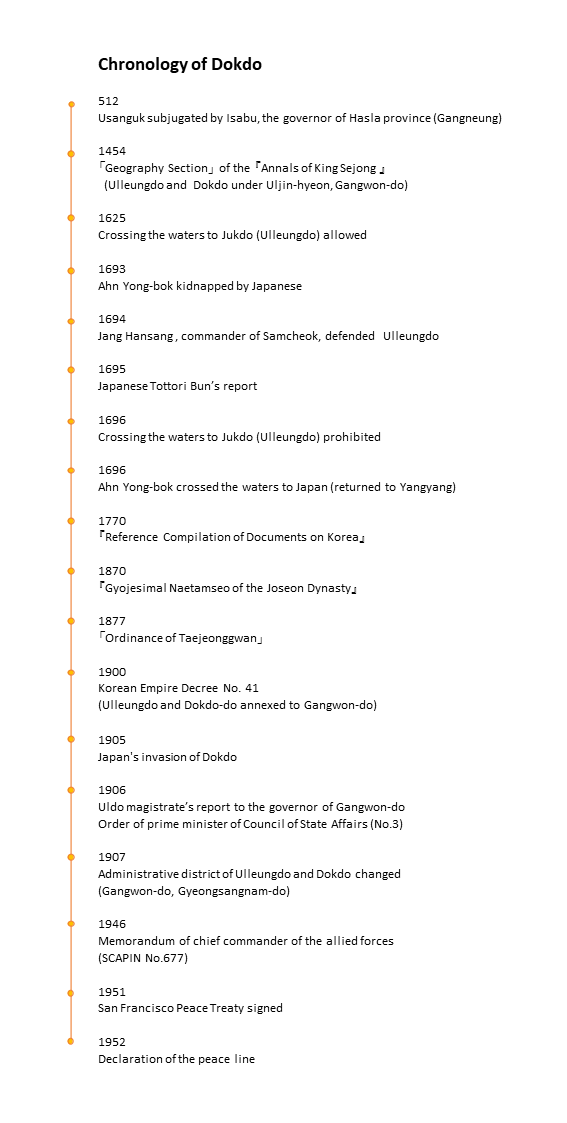 Chronology of Dokdo
512
Usanguk subjugated by Isabu, the governor of Hasla province (Gangneung)
1454
「Geography Section」 of the 『Annals of King Sejong 』
(Ulleungdo and Dokdo under Uljin-hyeon, Gangwon-do)
1625
Crossing the waters to Jukdo (Ulleungdo) allowed
1693
Ahn Yong-bok kidnapped by Japanese
1694
Jang Hansang, commander of Samcheok, defended Ulleungdo
1695
Japanese Tottori Bun's report
1696
Crossing the waters to Jukdo (Ulleungdo) prohibited
1696
Ahn Yong-bok crossed the waters to Japan (returned to Yangyang)
1770
『Reference Compilation of Documents on Korea』
1870
『Gyojesimal Naetamseo of the Joseon Dynasty』
1877
「Ordinance of Taejeonggwan」
1900
Korean Empire Decree No. 41
(Ulleungdo and Dokdo-do annexed to Gangwon-do)
1905
Japan's invasion of Dokdo
1906
Uldo magistrate's report to the governor of Gangwon-do
Order of prime minister of Council of State Affairs (No.3)
1907
Administrative district of Ulleungdo and Dokdo changed
(Gangwon-do, Gyeongsangnam-do)
1946
Memorandum of chief commander of the allied forces
(SCAPIN No.677)
1951
San Francisco Peace Treaty signed
1952
Declaration of the peace line